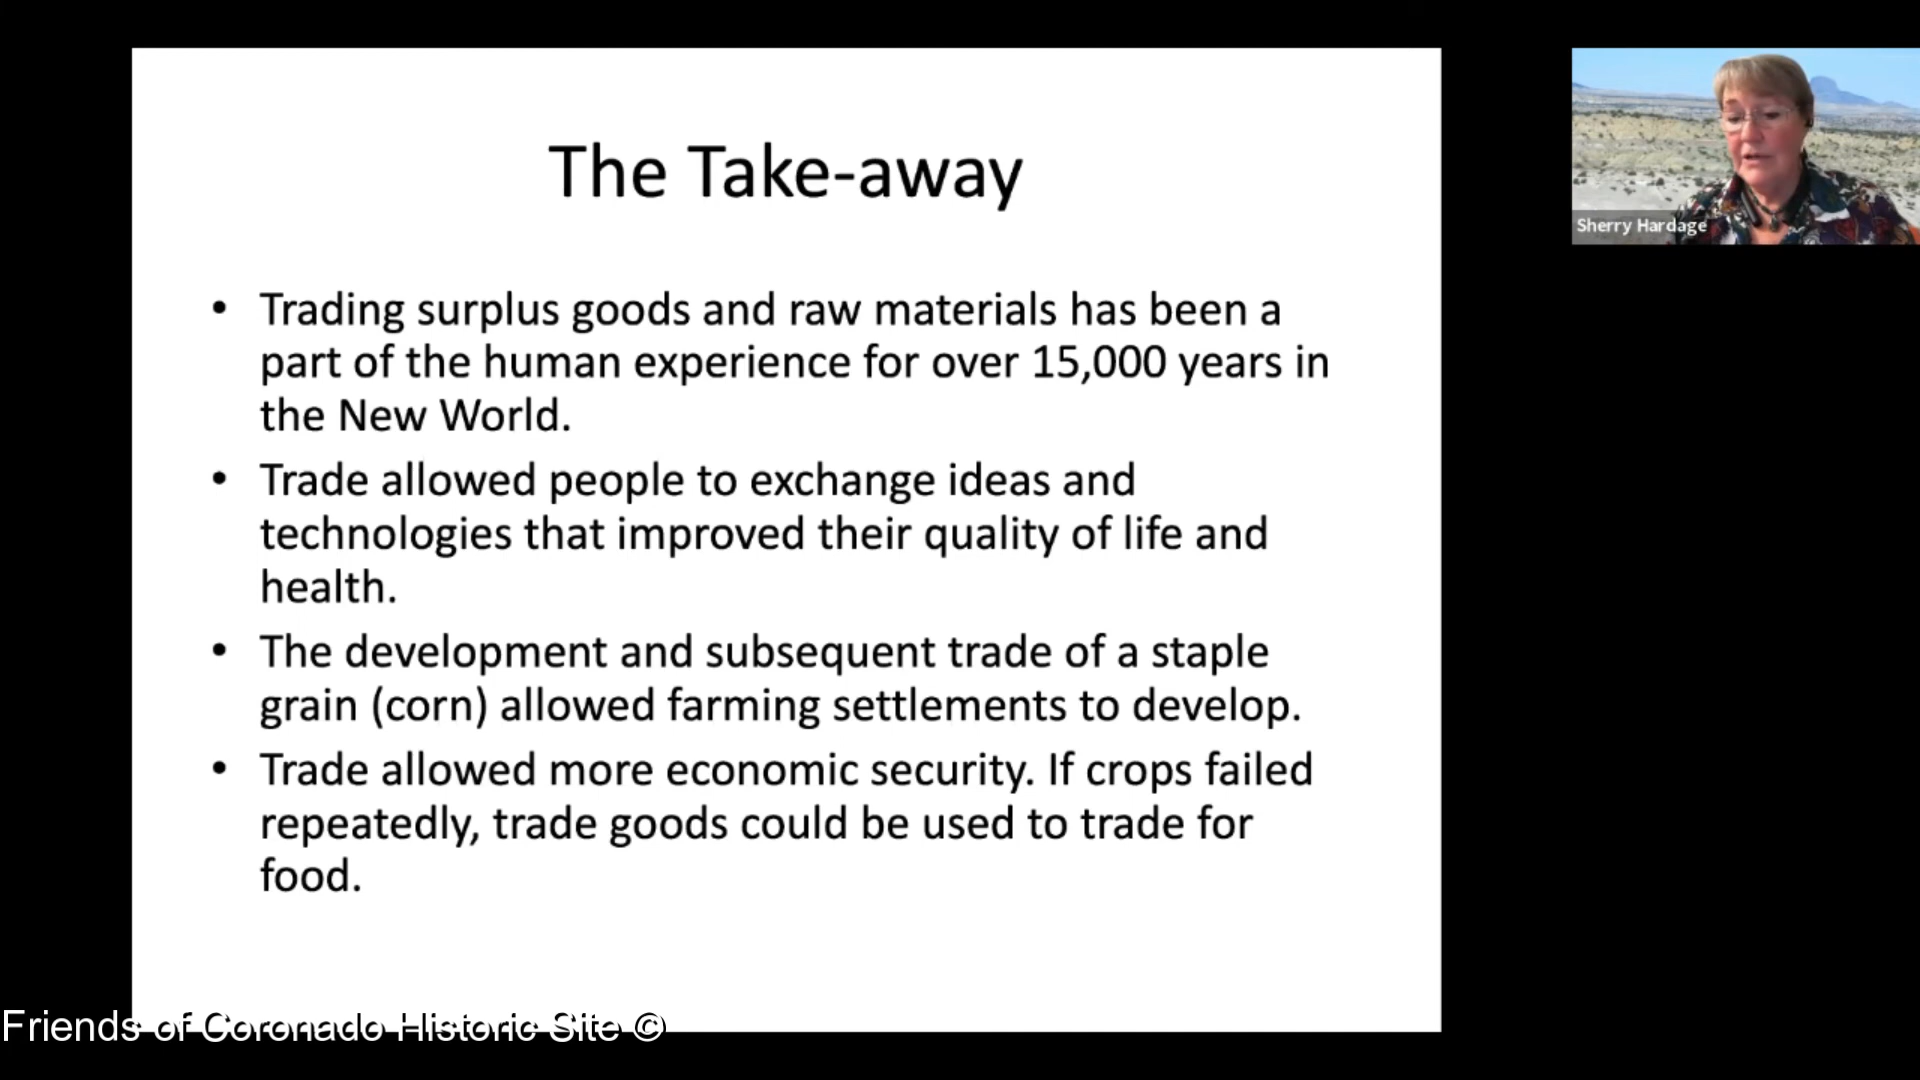 The Take-away
• Trading surplus goods and raw materials has been a
part of the human experience for over 15,000 years in
the New World.
• Trade allowed people to exchange ideas and
technologies that improved their quality of life and
health.
• The development and subsequent trade of a staple
grain (corn) allowed farming settlements to develop.
• Trade allowed more economic security. If crops failed
repeatedly, trade goods could be used to trade for
food.
Sherry Hardage
Friends of Coronado Historic Site ©